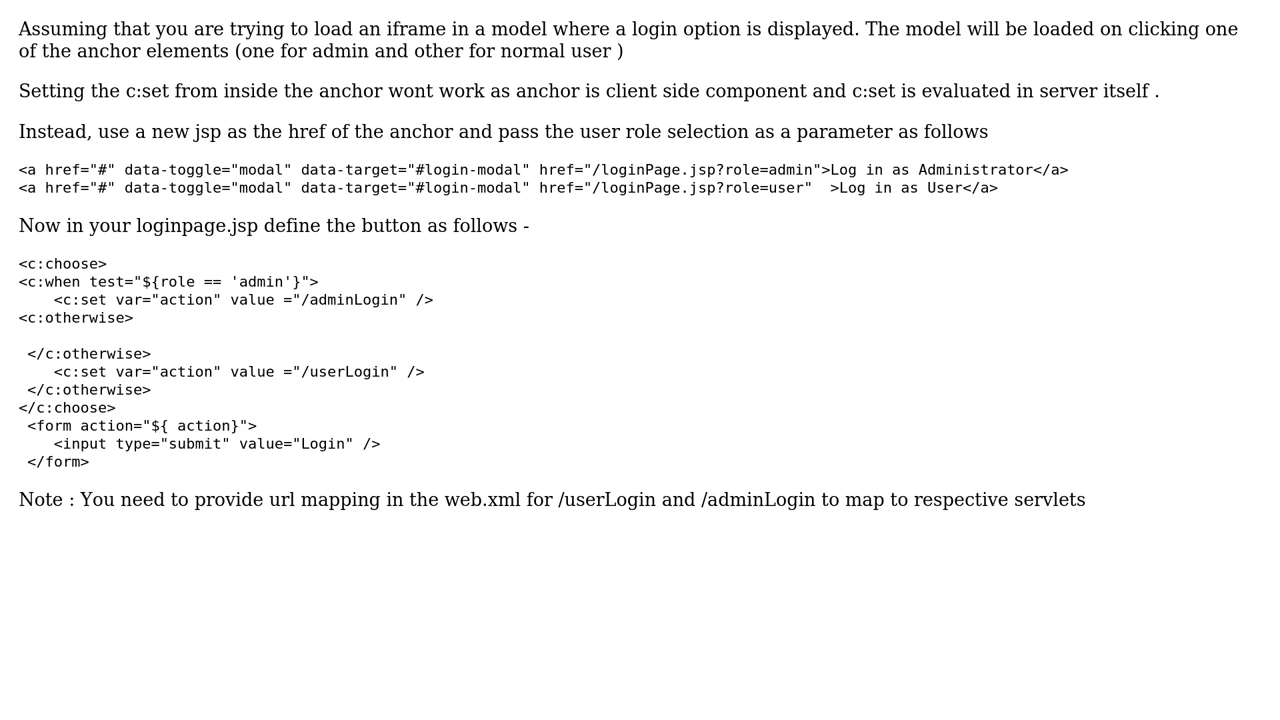 Assuming that you are trying to load an iframe in a model where a login option is displayed. The model will be loaded on clicking one
of the anchor elements (one for admin and other for normal user )
Setting the c:set from inside the anchor wont work as anchor is client side component and c:set is evaluated in server itself .
Instead, use a new jsp as the href of the anchor and pass the user role selection as a parameter as follows
<a href="#" data-toggle="modal" data-target="#login-modal" href="/loginPage.jsp?role=admin">Log in as Administrator</a>
<a href="#" data-toggle="modal" data-target="#login-modal" href="/loginPage.jsp?role=user"  >Log in as User</a>
Now in your loginpage.jsp define the button as follows -
<c:choose>
<c:when test="${role == 'admin'}">
    <c:set var="action" value ="/adminLogin" />
<c:otherwise>
 </c:otherwise>
    <c:set var="action" value ="/userLogin" />
 </c:otherwise>
</c:choose>
 <form action="${ action}">
    <input type="submit" value="Login" />
 </form>
Note : You need to provide url mapping in the web.xml for /userLogin and /adminLogin to map to respective servlets